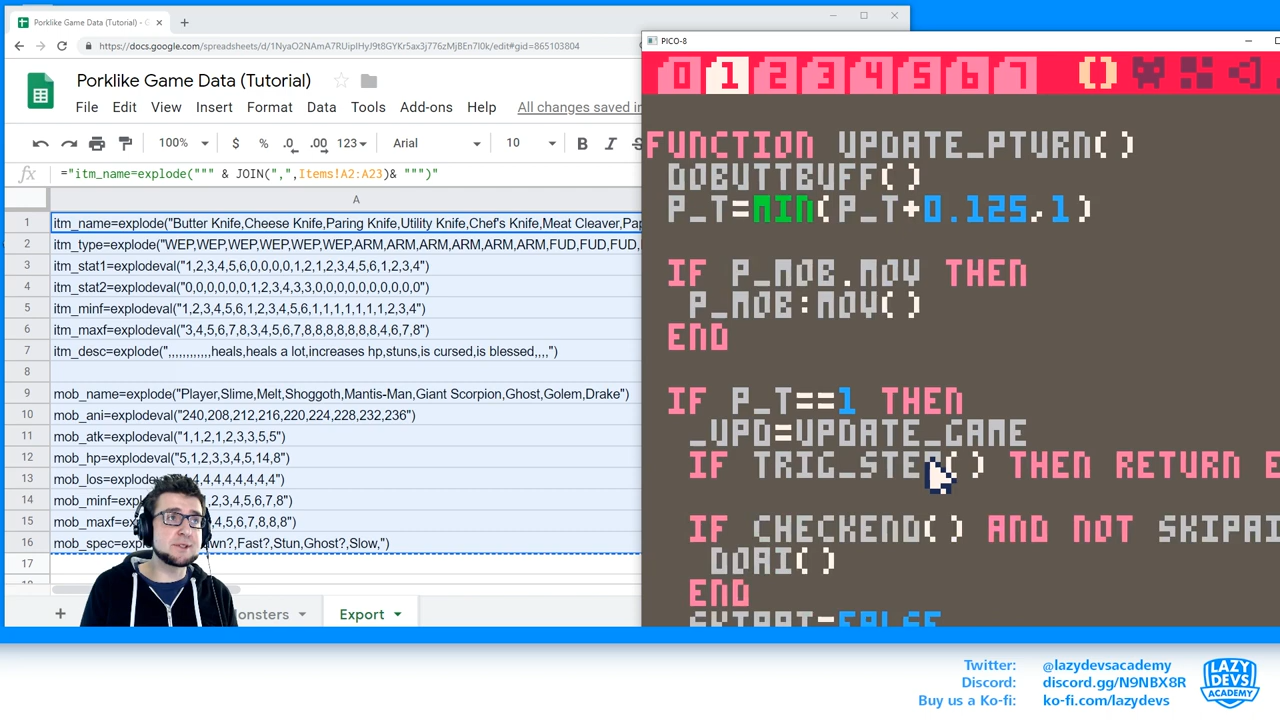 Porklike Game Data (Tutorial) - G
https://docs.google.com/spreadsheets/d/1NyaO2NAmA7RUipIHyJ9t8GYKr5ax3j776zMjBEn7I0k/edit#gid=865103804
Porklike Game Data (Tutorial)
File Edit View Insert Format Data Tools Add-ons Help All changes saved in
100% $ % .0 .00 123 Arial 10 B I S
fx ="itm_name=explode(""" & JOIN(",",Items!A2:A23)& """)"
A
1 itm_name=explode("Butter Knife,Cheese Knife,Paring Knife,Utility Knife,Chef's Knife,Meat Cleaver,Pap
2 itm_type=explode("WEP,WEP,WEP,WEP,WEP,WEP,ARM,ARM,ARM,ARM,ARM,ARM,FUD,FUD,FUD,
3 itm_stat1=explodeval("1,2,3,4,5,6,0,0,0,0,1,2,1,2,3,4,5,6,1,2,3,4")
4 itm_stat2=explodeval("0,0,0,0,0,0,1,2,3,4,3,3,0,0,0,0,0,0,0,0,0,0")
5 itm_minf=explodeval("1,2,3,4,5,6,1,2,3,4,5,6,1,1,1,1,1,1,1,2,3,4")
6 itm_maxf=explodeval("3,4,5,6,7,8,3,4,5,6,7,8,8,8,8,8,8,8,4,6,7,8")
7 itm_desc=explode(",,,,,,,,,,,,heals,heals a lot,increases hp,stuns,is cursed,is blessed,,,,")
8
9 mob_name=explode("Player,Slime,Melt,Shoggoth,Mantis-Man,Giant Scorpion,Ghost,Golem,Drake")
10 mob_ani=explodeval("240,208,212,216,220,224,228,232,236")
11 mob_atk=explodeval("1,1,2,1,2,3,3,5,5")
12 mob_hp=explodeval("5,1,2,3,3,4,5,14,8")
13 mob_los=explodeval(
4,4,4,4,4,4,4")
14 mob_minf=exp
,2,3,4,5,6,7,8")
15 mob_maxf=ex
4,5,6,7,8,8,8")
16 mob_spec=exp
wn?,Fast?,Stun,Ghost?,Slow,")
17
+ onsters Export
PICO-8
0 1 2 3 4 5 6 7 ()
FUNCTION UPDATE_PTURN()
DOBUTTBUFF()
P_T=MIN(P_T+0.125,1)
IF P_MOB.MOV THEN
P_MOB:MOV()
END
IF P_T==1 THEN
_UPD=UPDATE_GAME
IF TRIG_STEP() THEN RETURN E
IF CHECKEND() AND NOT SKIPAI
DOAI()
END
SKIPAI=FALSE
Twitter: @lazydevsacademy
Discord: discord.gg/N9NBX8R
Buy us a Ko-fi: ko-fi.com/lazydevs
LAZY
DEVS
ACADEMY